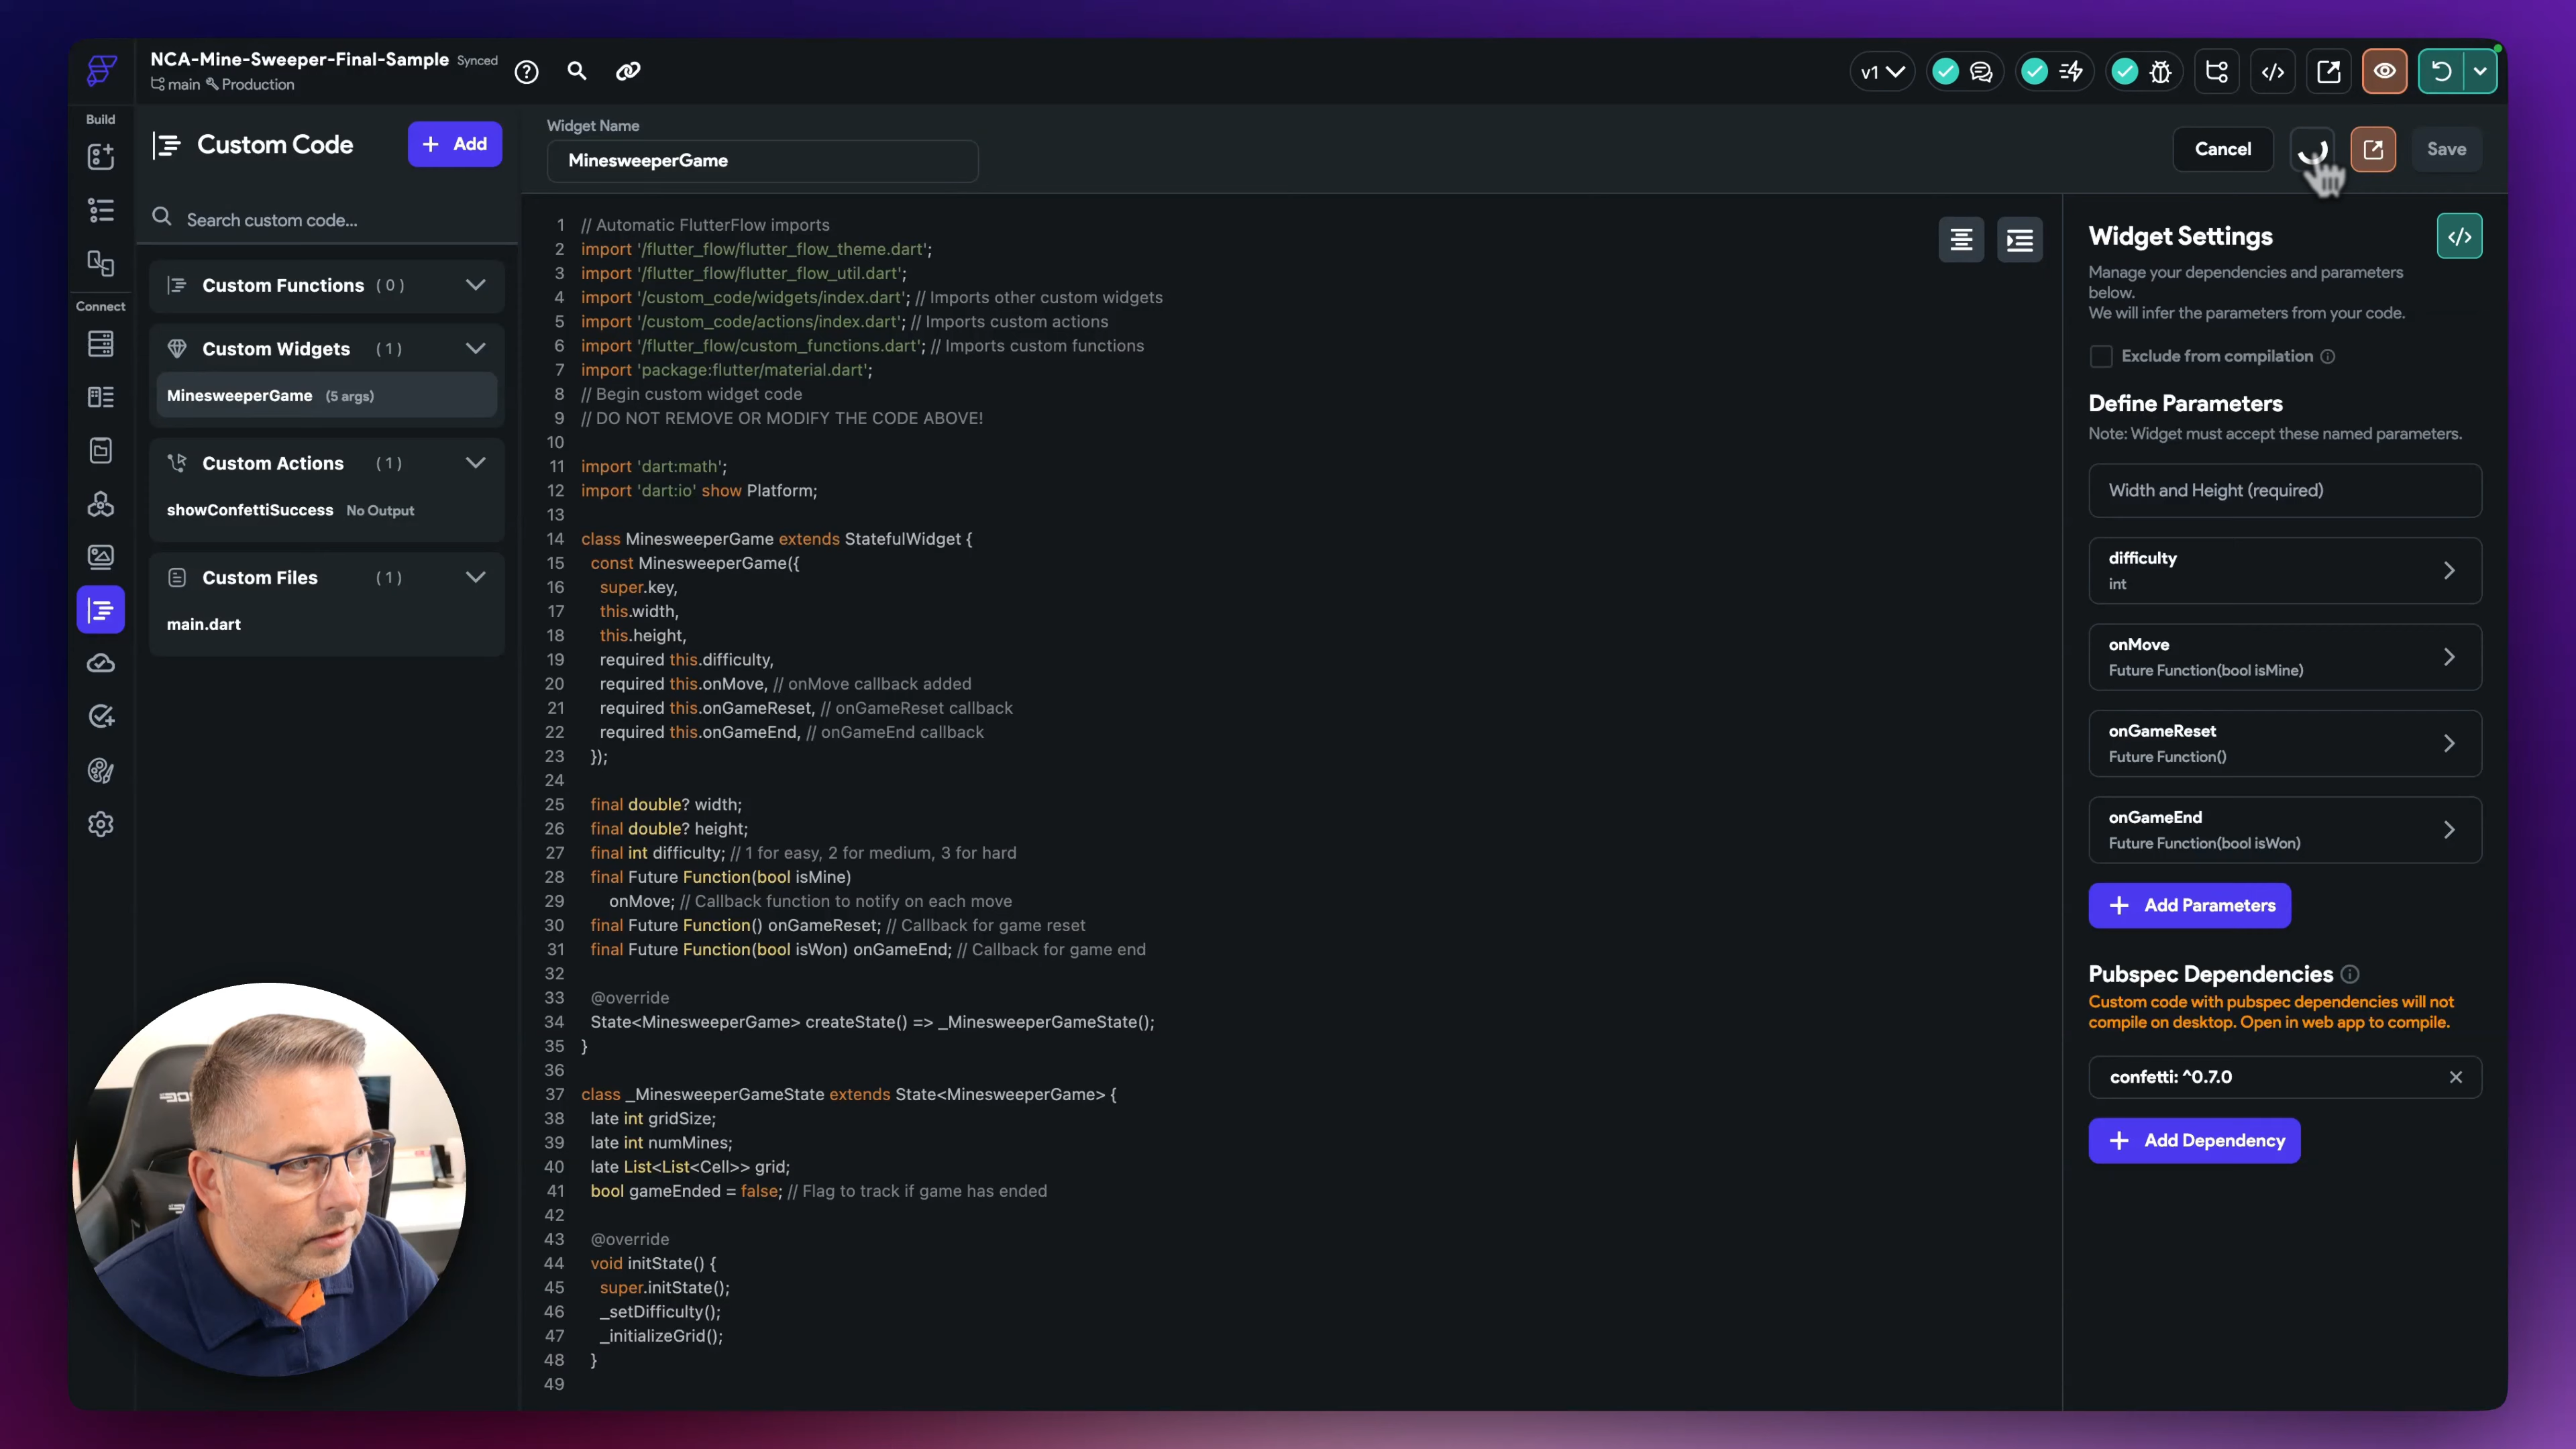 NCA-Mine-Sweeper-Final-Sample Synced
main Production
v1
Build
Connect
Custom Code
Add
Search custom code...
Custom Functions (0)
Custom Widgets (1)
MinesweeperGame (5 args)
Custom Actions (1)
showConfettiSuccess No Output
Custom Files (1)
main.dart
Widget Name
MinesweeperGame
Cancel
Save
1 // Automatic FlutterFlow imports
2 import '/flutter_flow/flutter_flow_theme.dart';
3 import '/flutter_flow/flutter_flow_util.dart';
4 import '/custom_code/widgets/index.dart'; // Imports other custom widgets
5 import '/custom_code/actions/index.dart'; // Imports custom actions
6 import '/flutter_flow/custom_functions.dart'; // Imports custom functions
7 import 'package:flutter/material.dart';
8 // Begin custom widget code
9 // DO NOT REMOVE OR MODIFY THE CODE ABOVE!
10
11 import 'dart:math';
12 import 'dart:io' show Platform;
13
14 class MinesweeperGame extends StatefulWidget {
15 const MinesweeperGame({
16 super.key,
17 this.width,
18 this.height,
19 required this.difficulty,
20 required this.onMove, // onMove callback added
21 required this.onGameReset, // onGameReset callback
22 required this.onGameEnd, // onGameEnd callback
23 });
24
25 final double? width;
26 final double? height;
27 final int difficulty; // 1 for easy, 2 for medium, 3 for hard
28 final Future Function(bool isMine)
29 onMove; // Callback function to notify on each move
30 final Future Function() onGameReset; // Callback for game reset
31 final Future Function(bool isWon) onGameEnd; // Callback for game end
32
33 @override
34 State<MinesweeperGame> createState() => _MinesweeperGameState();
35 }
36
37 class _MinesweeperGameState extends State<MinesweeperGame> {
38 late int gridSize;
39 late int numMines;
40 late List<List<Cell>> grid;
41 bool gameEnded = false; // Flag to track if game has ended
42
43 @override
44 void initState() {
45 super.initState();
46 _setDifficulty();
47 _initializeGrid();
48 }
49
Widget Settings
Manage your dependencies and parameters
below.
We will infer the parameters from your code.
Exclude from compilation
Define Parameters
Note: Widget must accept these named parameters.
Width and Height (required)
difficulty
int
onMove
Future Function(bool isMine)
onGameReset
Future Function()
onGameEnd
Future Function(bool isWon)
Add Parameters
Pubspec Dependencies
Custom code with pubspec dependencies will not
compile on desktop. Open in web app to compile.
confetti: ^0.7.0
Add Dependency